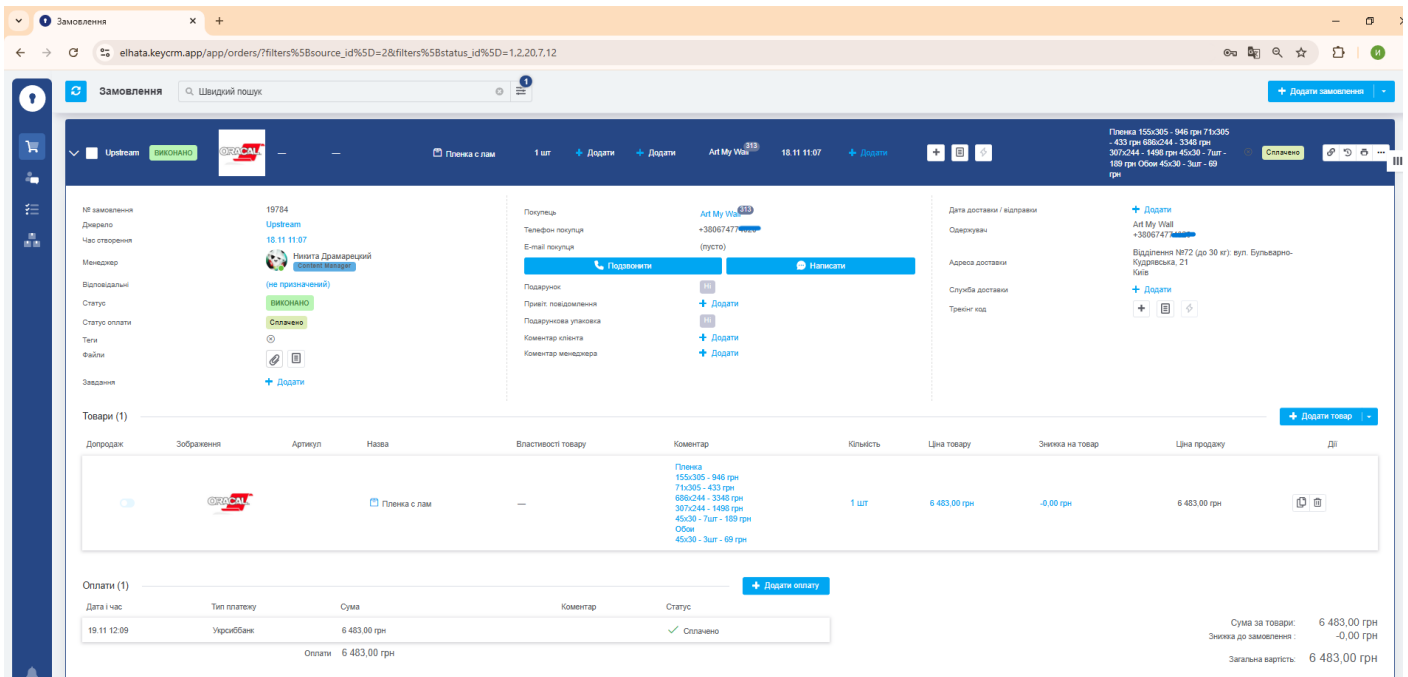 Замовлення
elhata.keycrm.app/app/orders/?filters%5Bsource_id%5D=2&filters%5Bstatus_id%5D=1,2,20,7,12
И
Замовлення
Швидкий пошук
1
+ Додати замовлення
Upstream ВИКОНАНО ORACAL — — Пленка с лам 1 шт + Додати + Додати Art My Wall 313 18.11 11:07 + Додати
Пленка 155х305 - 946 грн 71х305
- 433 грн 686х244 - 3348 грн
307х244 - 1498 грн 45х30 - 7шт -
189 грн Обои 45х30 - 3шт - 69
грн
Сплачено
№ замовлення 19784
Джерело Upstream
Час створення 18.11 11:07
Менеджер Никита Драмарецкий
Content Manager
Відповідальні (не призначений)
Статус ВИКОНАНО
Статус оплати Сплачено
Теги
Файли
Завдання + Додати
Покупець Art My Wall 313
Телефон покупця +38067477
E-mail покупця (пусто)
Подзвонити Написати
Подарунок Ні
Привіт. повідомлення + Додати
Подарункова упаковка Ні
Коментар клієнта + Додати
Коментар менеджера + Додати
Дата доставки / відправки + Додати
Одержувач Art My Wall
+38067477
Адреса доставки Відділення №72 (до 30 кг): вул. Бульварно-
Кудрявська, 21
Київ
Служба доставки + Додати
Трекінг код
Товари (1)
+ Додати товар
Допродаж Зображення Артикул Назва Властивості товару Коментар Кількість Ціна товару Знижка на товар Ціна продажу Дії
ORACAL Пленка с лам —
Пленка
155х305 - 946 грн
71х305 - 433 грн
686х244 - 3348 грн
307х244 - 1498 грн
45х30 - 7шт - 189 грн
Обои
45х30 - 3шт - 69 грн
1 шт 6 483,00 грн -0,00 грн 6 483,00 грн
Оплати (1)
+ Додати оплату
Дата і час Тип платежу Сума Коментар Статус
19.11 12:09 Укрсиббанк 6 483,00 грн Сплачено
Оплати 6 483,00 грн
Сума за товари: 6 483,00 грн
Знижка до замовлення : -0,00 грн
Загальна вартість: 6 483,00 грн